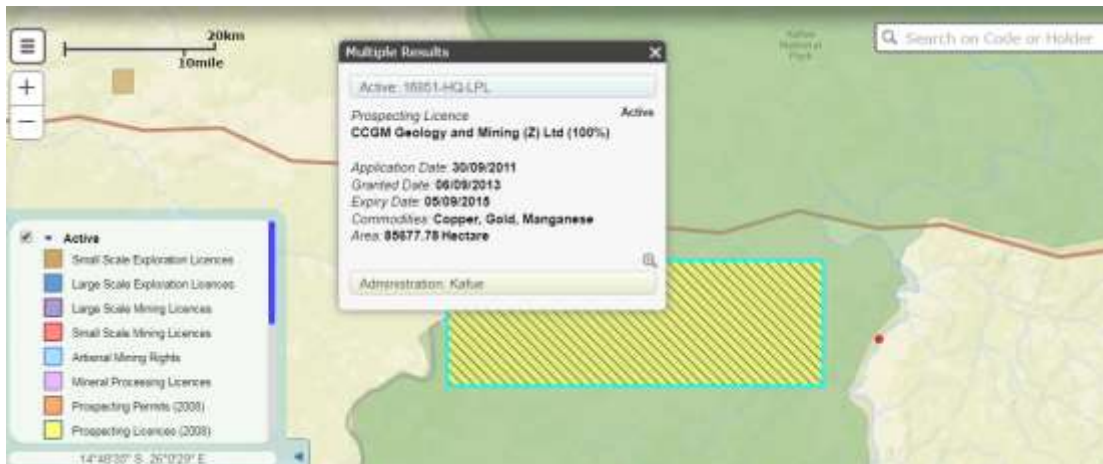 20km
10mile
+
−
Kafue
National
Park
Search on Code or Holder
Multiple Results
×
Active: 16951-HQ-LPL
Prospecting Licence
Active
CCGM Geology and Mining (Z) Ltd (100%)
Application Date: 30/09/2011
Granted Date: 06/09/2013
Expiry Date: 05/09/2015
Commodities: Copper, Gold, Manganese
Area: 85677.78 Hectare
Administration: Kafue
Active
Small Scale Exploration Licences
Large Scale Exploration Licences
Large Scale Mining Licences
Small Scale Mining Licences
Artisanal Mining Rights
Mineral Processing Licences
Prospecting Permits (2008)
Prospecting Licences (2008)
14°48'20" S, 26°0'29" E